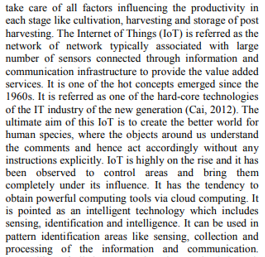 take care of all factors influencing the productivity in
each stage like cultivation, harvesting and storage of post
harvesting. The Internet of Things (IoT) is referred as the
network of network typically associated with large
number of sensors connected through information and
communication infrastructure to provide the value added
services. It is one of the hot concepts emerged since the
1960s. It is referred as one of the hard-core technologies
of the IT industry of the new generation (Cai, 2012). The
ultimate aim of this IoT is to create the better world for
human species, where the objects around us understand
the comments and hence act accordingly without any
instructions explicitly. IoT is highly on the rise and it has
been observed to control areas and bring them
completely under its influence. It has the tendency to
obtain powerful computing tools via cloud computing. It
is pointed as an intelligent technology which includes
sensing, identification and intelligence. It can be used in
pattern identification areas like sensing, collection and
processing of the information and communication.